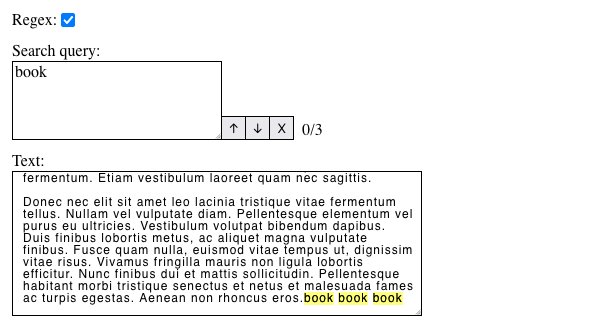 Regex:
Search query:
book
↑ ↓ X 0/3
Text:
fermentum. Etiam vestibulum laoreet quam nec sagittis.
Donec nec elit sit amet leo lacinia tristique vitae fermentum
tellus. Nullam vel vulputate diam. Pellentesque elementum vel
purus eu ultricies. Vestibulum volutpat bibendum dapibus.
Duis finibus lobortis metus, ac aliquet magna vulputate
finibus. Fusce quam nulla, euismod vitae tempus ut, dignissim
vitae risus. Vivamus fringilla mauris non ligula lobortis
efficitur. Nunc finibus dui et mattis sollicitudin. Pellentesque
habitant morbi tristique senectus et netus et malesuada fames
ac turpis egestas. Aenean non rhoncus eros.book book book